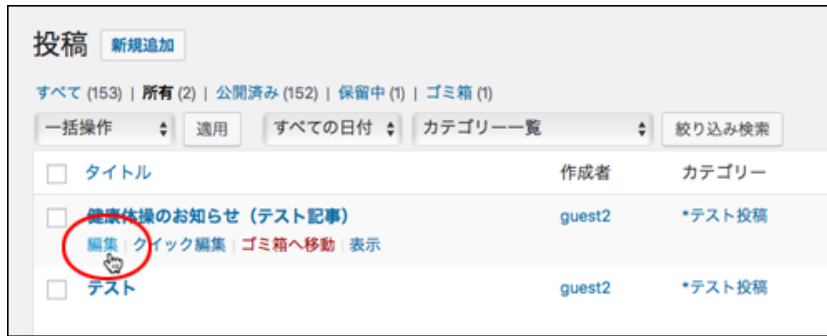 投稿 新規追加
すべて (153) | 所有 (2) | 公開済み (152) | 保留中 (1) | ゴミ箱 (1)
一括操作 適用 すべての日付 カテゴリー一覧 絞り込み検索
タイトル 作成者 カテゴリー
健康体操のお知らせ（テスト記事） guest2 *テスト投稿
編集 | クイック編集 | ゴミ箱へ移動 | 表示
テスト guest2 *テスト投稿